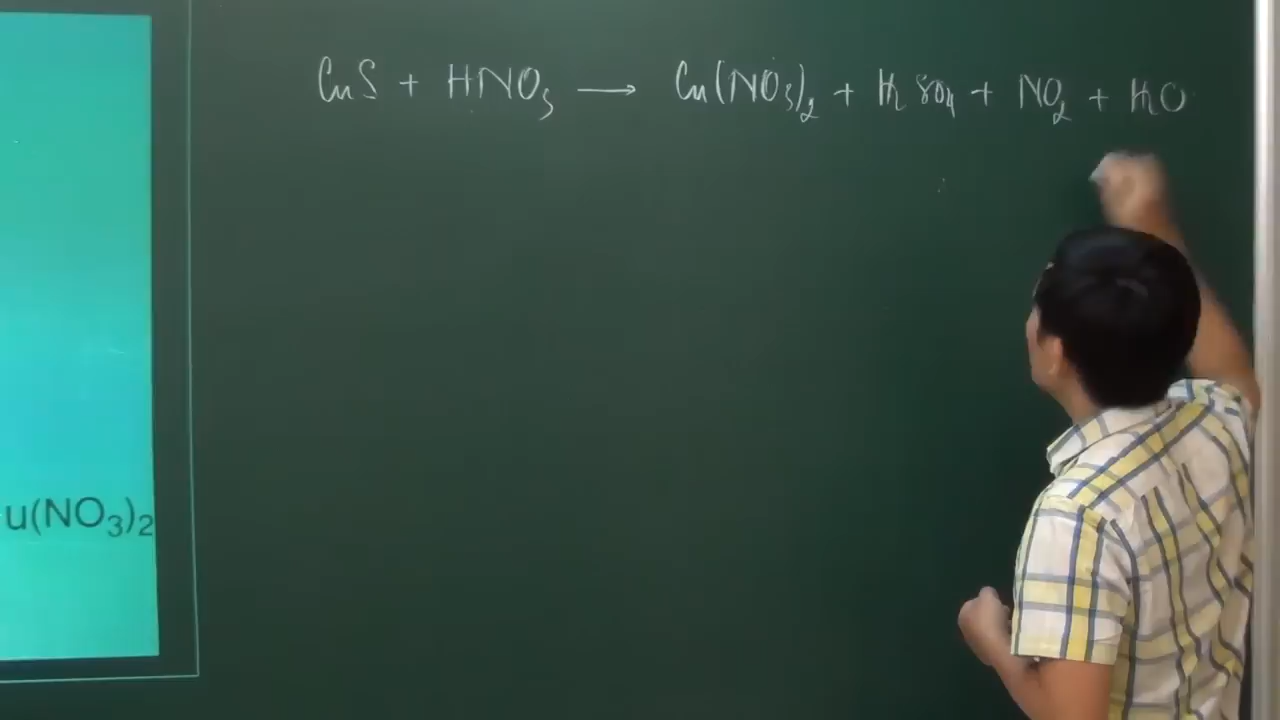 CuS + HNO₃ ⟶ Cu(NO₃)₂ + H₂SO₄ + NO₂ + H₂O
u(NO₃)₂